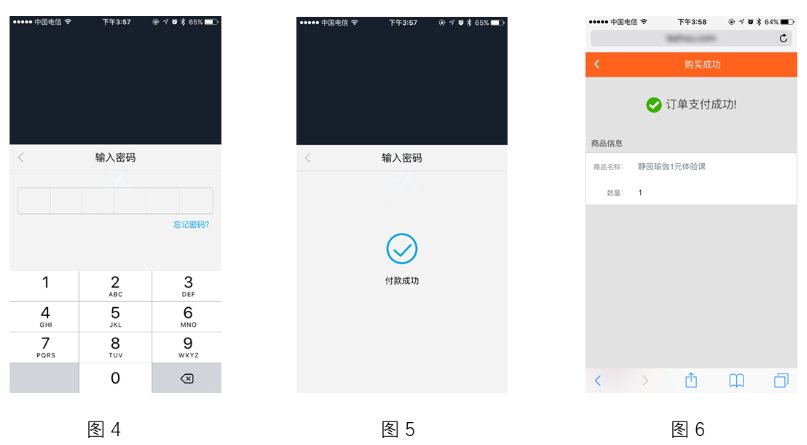 中国电信 下午3:57 65%
输入密码
忘记密码?
1 2 3
ABC DEF
4 5 6
GHI JKL MNO
7 8 9
PQRS TUV WXYZ
0
图 4
中国电信 下午3:57 65%
输入密码
付款成功
图 5
中国电信 下午3:58 64%
购买成功
订单支付成功!
商品信息
商品名称: 静园瑜伽1元体验课
数量: 1
图 6